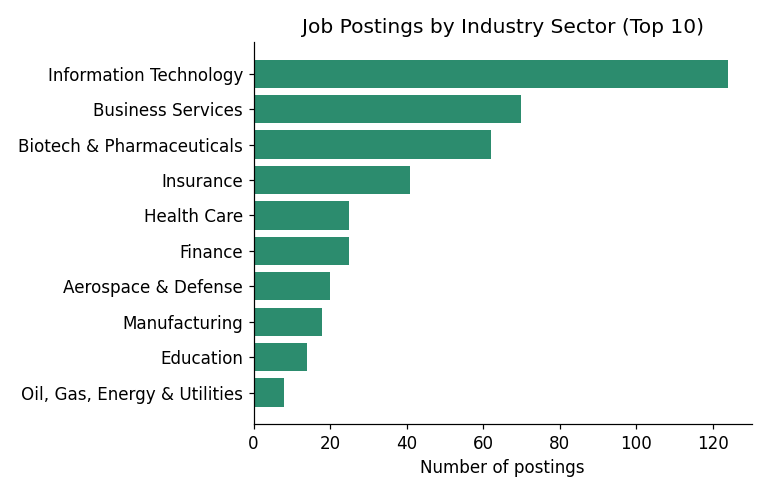 Job Postings by Industry Sector (Top 10)
Information Technology
Business Services
Biotech & Pharmaceuticals
Insurance
Health Care
Finance
Aerospace & Defense
Manufacturing
Education
Oil, Gas, Energy & Utilities
0 20 40 60 80 100 120
Number of postings